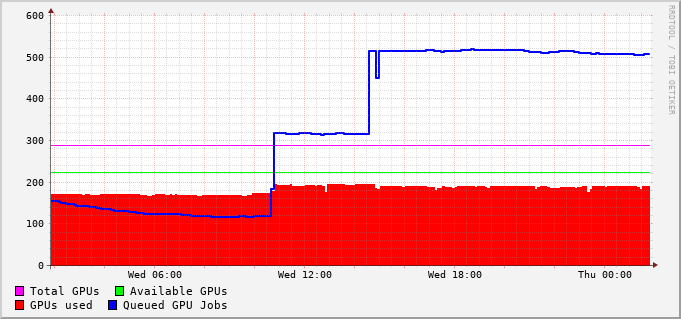 600
500
400
300
200
100
0
Wed 06:00 Wed 12:00 Wed 18:00 Thu 00:00
Total GPUs Available GPUs
GPUs used Queued GPU Jobs
RRDTOOL / TOBI OETIKER